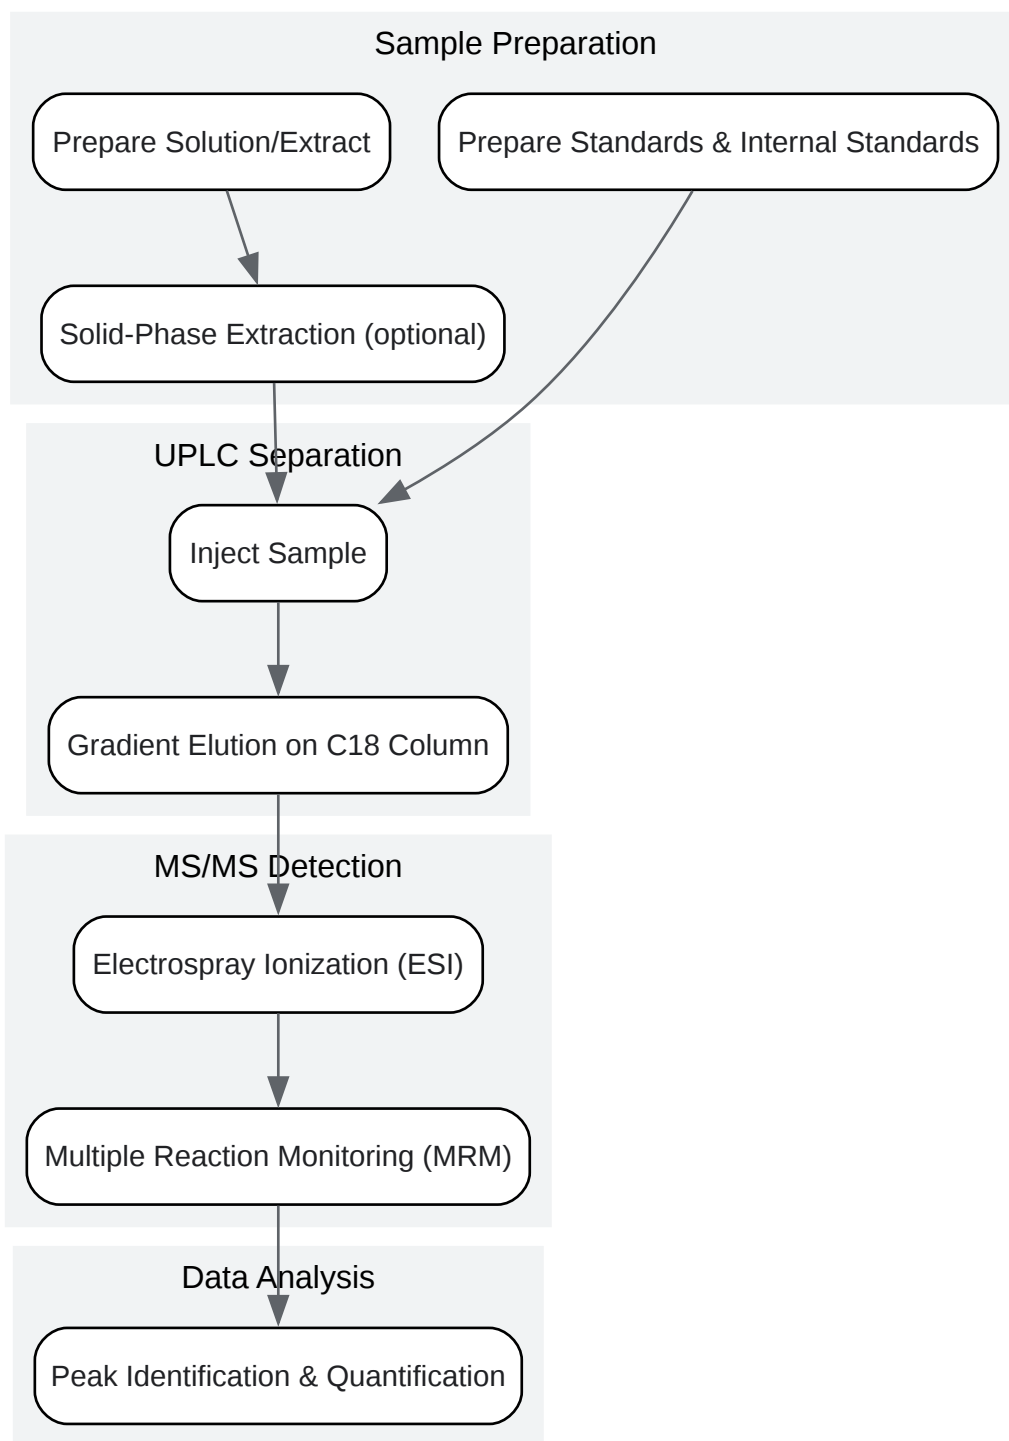 Sample Preparation
Prepare Solution/Extract
Prepare Standards & Internal Standards
Solid-Phase Extraction (optional)
UPLC Separation
Inject Sample
Gradient Elution on C18 Column
MS/MS Detection
Electrospray Ionization (ESI)
Multiple Reaction Monitoring (MRM)
Data Analysis
Peak Identification & Quantification